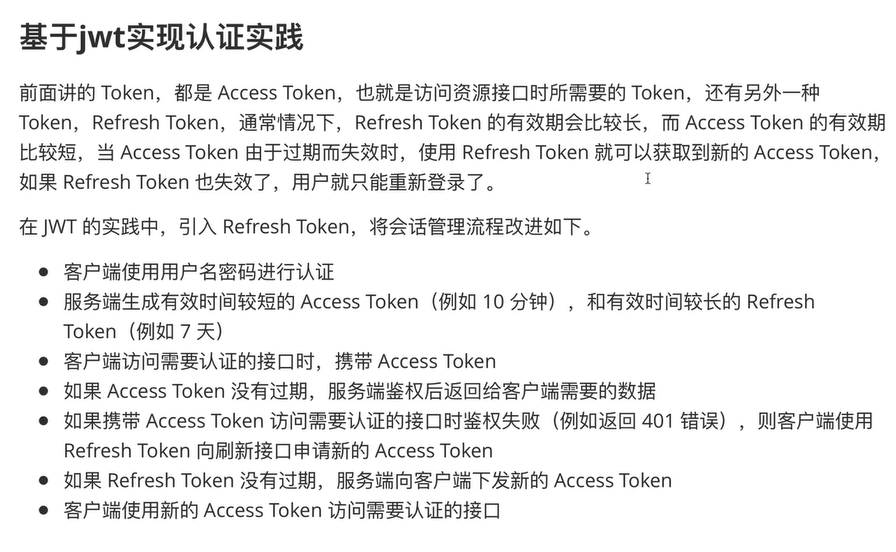 基于jwt实现认证实践
前面讲的 Token，都是 Access Token，也就是访问资源接口时所需要的 Token，还有另外一种
Token，Refresh Token，通常情况下，Refresh Token 的有效期会比较长，而 Access Token 的有效期
比较短，当 Access Token 由于过期而失效时，使用 Refresh Token 就可以获取到新的 Access Token，
如果 Refresh Token 也失效了，用户就只能重新登录了。
在 JWT 的实践中，引入 Refresh Token，将会话管理流程改进如下。
● 客户端使用用户名密码进行认证
● 服务端生成有效时间较短的 Access Token（例如 10 分钟），和有效时间较长的 Refresh
Token（例如 7 天）
● 客户端访问需要认证的接口时，携带 Access Token
● 如果 Access Token 没有过期，服务端鉴权后返回给客户端需要的数据
● 如果携带 Access Token 访问需要认证的接口时鉴权失败（例如返回 401 错误），则客户端使用
Refresh Token 向刷新接口申请新的 Access Token
● 如果 Refresh Token 没有过期，服务端向客户端下发新的 Access Token
● 客户端使用新的 Access Token 访问需要认证的接口